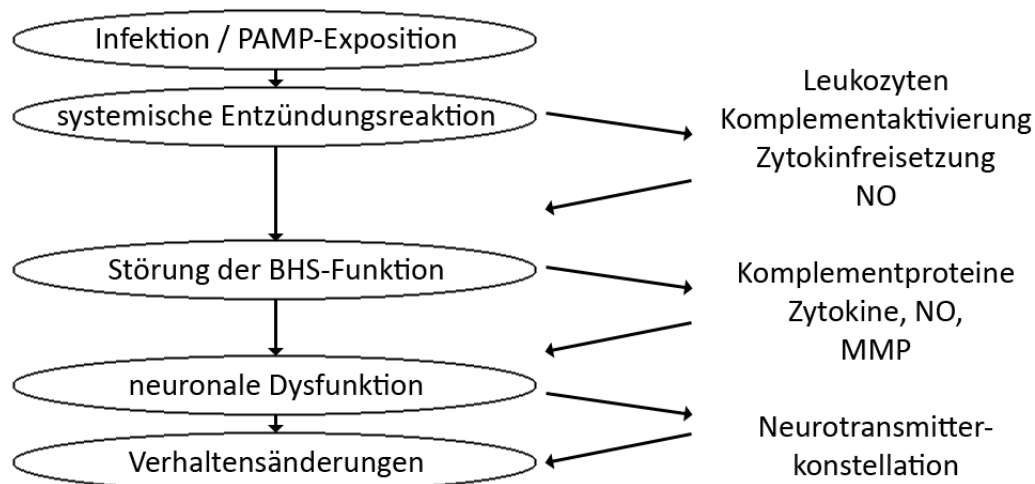 Infektion / PAMP-Exposition
systemische Entzündungsreaktion
Leukozyten
Komplementaktivierung
Zytokinfreisetzung
NO
Störung der BHS-Funktion
Komplementproteine
Zytokine, NO,
MMP
neuronale Dysfunktion
Neurotransmitter-
konstellation
Verhaltensänderungen